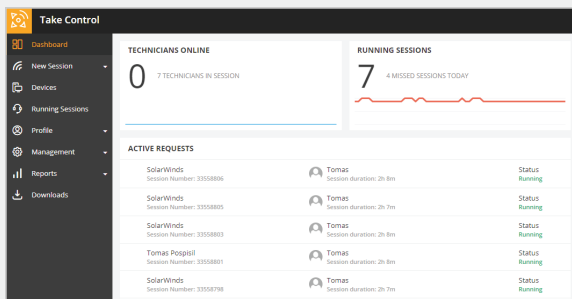 Take Control
Dashboard
New Session
Devices
Running Sessions
Profile
Management
Reports
Downloads
TECHNICIANS ONLINE
0 7 TECHNICIANS IN SESSION
RUNNING SESSIONS
7 4 MISSED SESSIONS TODAY
ACTIVE REQUESTS
SolarWinds Tomas Status
Session Number: 33558806 Session duration: 2h 8m Running
SolarWinds Tomas Status
Session Number: 33558805 Session duration: 2h 7m Running
SolarWinds Tomas Status
Session Number: 33558803 Session duration: 2h 8m Running
Tomas Pospisil Tomas Status
Session Number: 33558801 Session duration: 2h 8m Running
SolarWinds Tomas Status
Session Number: 33558798 Session duration: 2h 7m Running